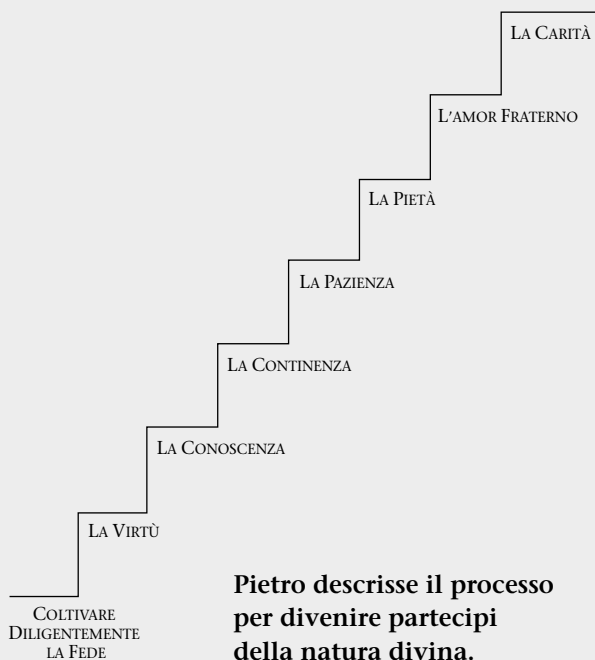 LA CARITÀ
L'AMOR FRATERNO
LA PIETÀ
LA PAZIENZA
LA CONTINENZA
LA CONOSCENZA
LA VIRTÙ
COLTIVARE
DILIGENTEMENTE
LA FEDE
Pietro descrisse il processo
per divenire partecipi
della natura divina.